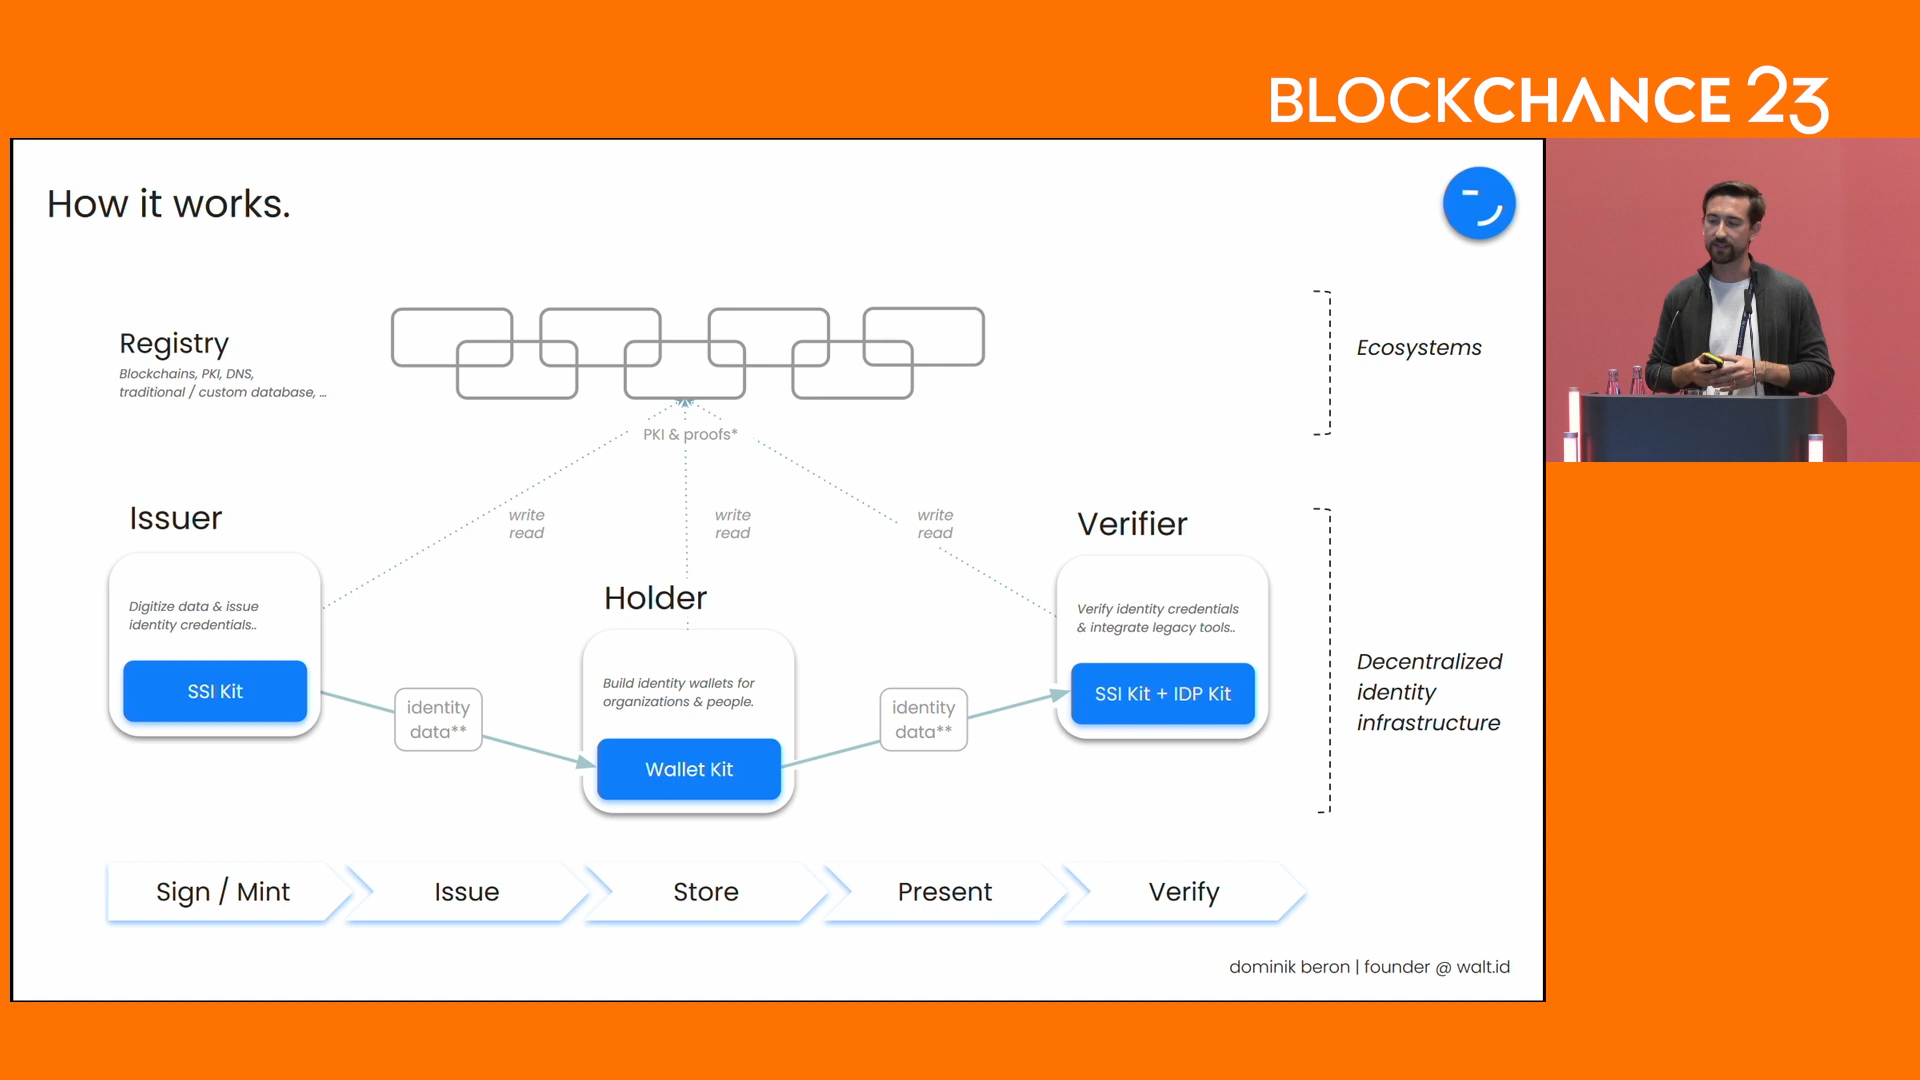 BLOCKCHANCE 23
How it works.
Registry
Blockchains, PKI, DNS,
traditional / custom database, ...
Ecosystems
PKI & proofs*
write
read
write
read
write
read
Issuer
Digitize data & issue
identity credentials..
SSI Kit
identity
data**
Holder
Build identity wallets for
organizations & people.
Wallet Kit
identity
data**
Verifier
Verify identity credentials
& integrate legacy tools..
SSI Kit + IDP Kit
Decentralized
identity
infrastructure
Sign / Mint
Issue
Store
Present
Verify
dominik beron | founder @ walt.id